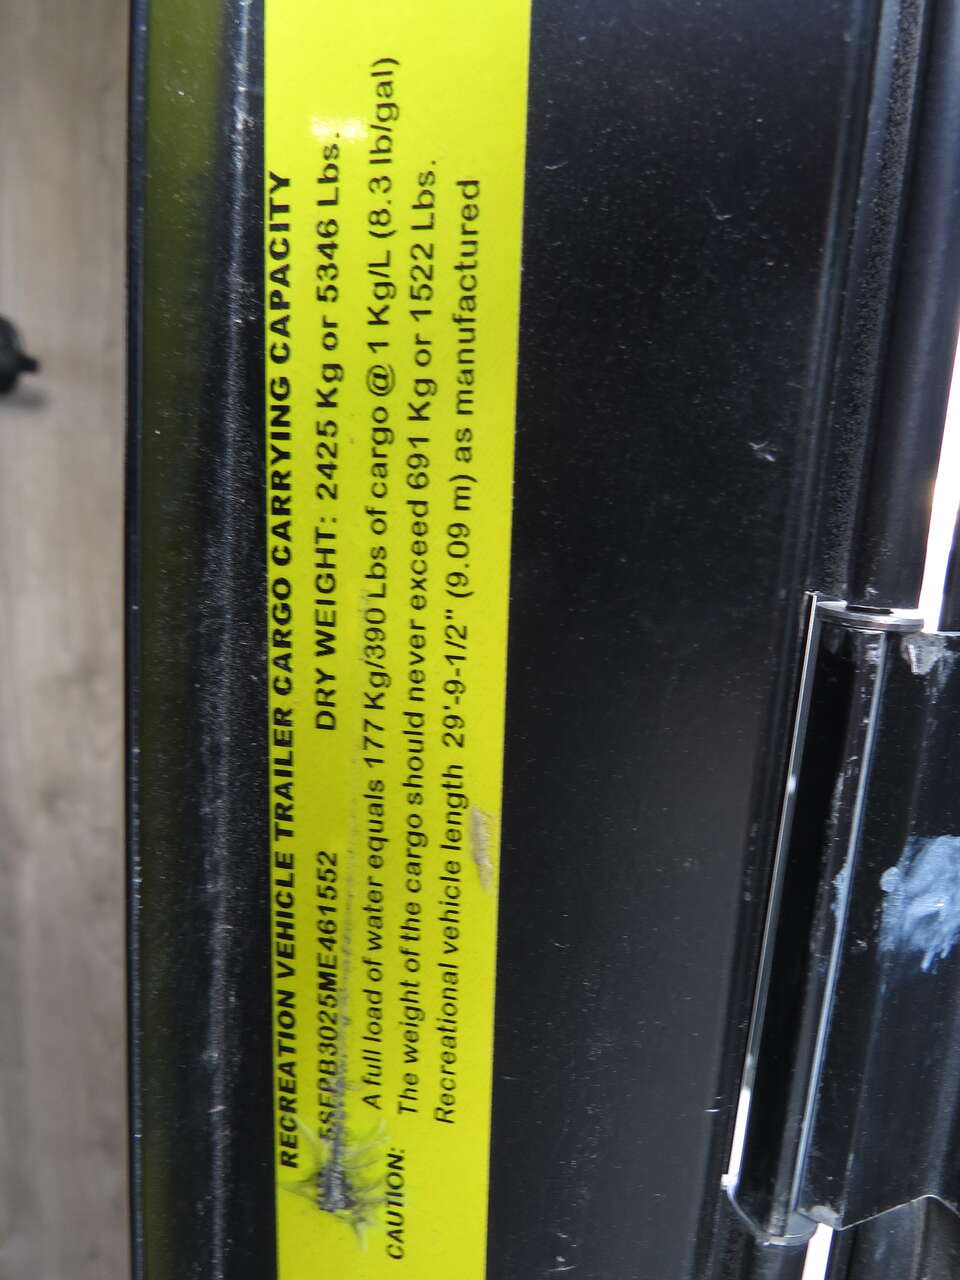 RECREATION VEHICLE TRAILER CARGO CARRYING CAPACITY
5SFPB3025ME461552 DRY WEIGHT: 2425 Kg or 5346 Lbs.
A full load of water equals 177 Kg/390 Lbs of cargo @ 1 Kg/L (8.3 lb/gal)
CAUTION: The weight of the cargo should never exceed 691 Kg or 1522 Lbs.
Recreational vehicle length 29'-9-1/2" (9.09 m) as manufactured